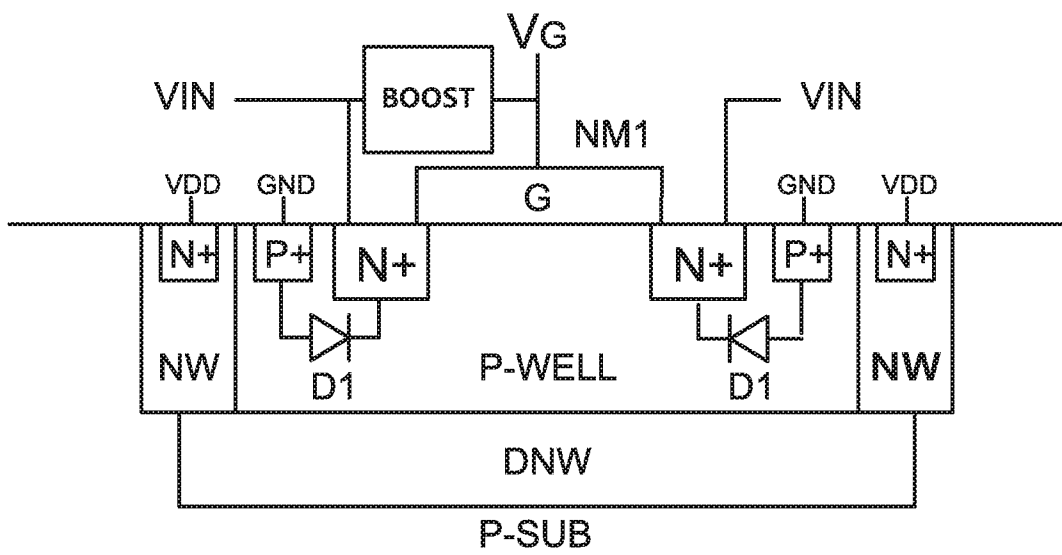 VG
VIN BOOST VIN
NM1
VDD GND G GND VDD
N+ P+ N+ N+ P+ N+
NW D1 P-WELL D1 NW
DNW
P-SUB